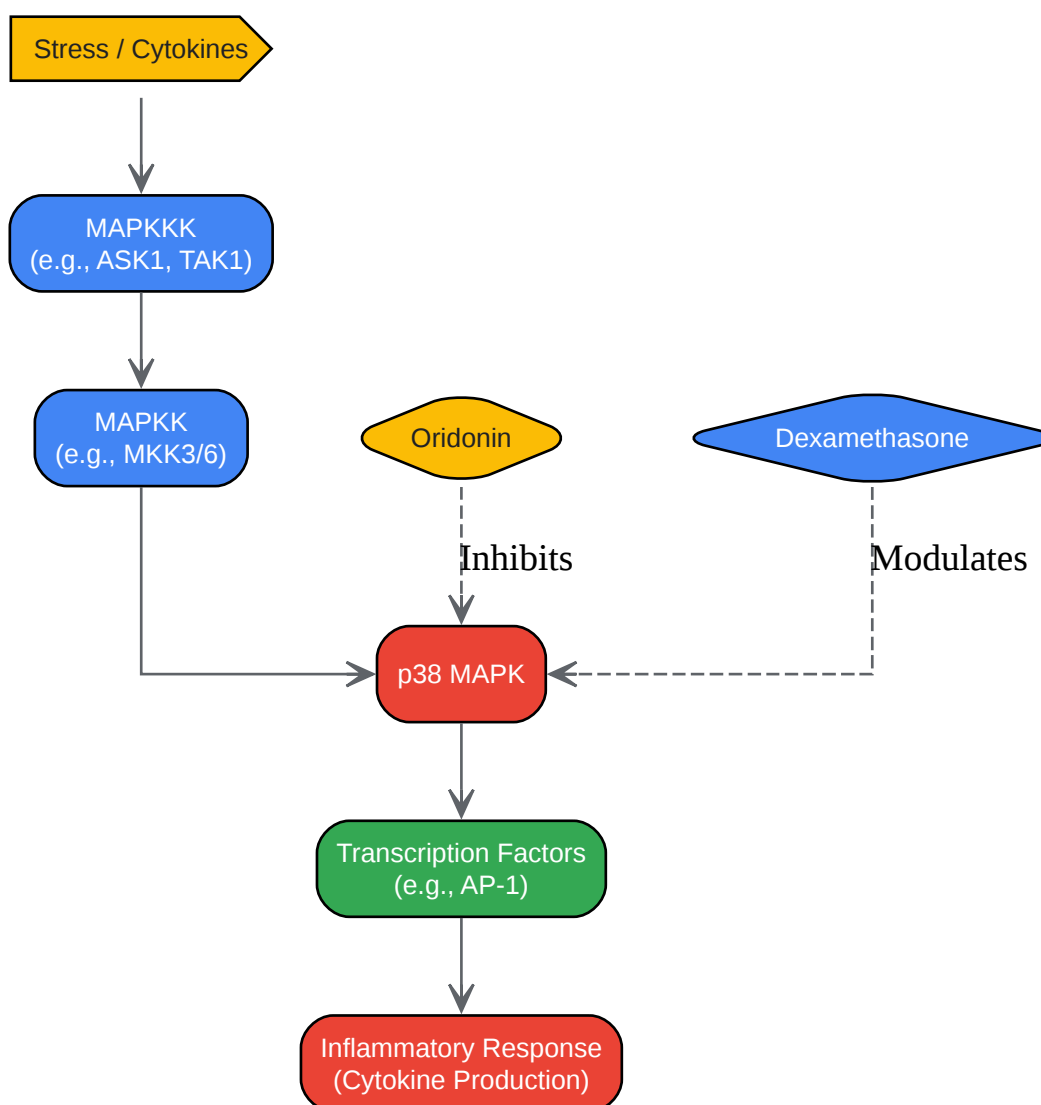 Stress / Cytokines
MAPKKK
(e.g., ASK1, TAK1)
MAPKK
(e.g., MKK3/6)
Oridonin
Dexamethasone
Inhibits
Modulates
p38 MAPK
Transcription Factors
(e.g., AP-1)
Inflammatory Response
(Cytokine Production)